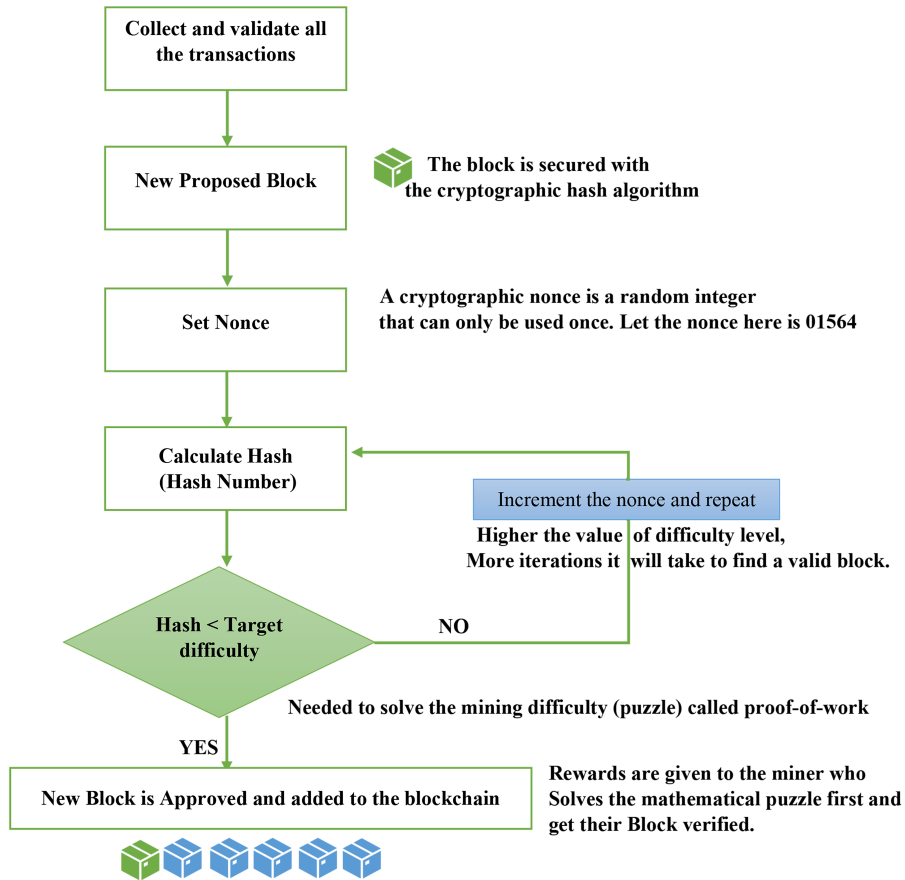 Collect and validate all
the transactions
New Proposed Block
The block is secured with
the cryptographic hash algorithm
Set Nonce
A cryptographic nonce is a random integer
that can only be used once. Let the nonce here is 01564
Calculate Hash
(Hash Number)
Increment the nonce and repeat
Higher the value of difficulty level,
More iterations it will take to find a valid block.
Hash < Target
difficulty
NO
Needed to solve the mining difficulty (puzzle) called proof-of-work
YES
New Block is Approved and added to the blockchain
Rewards are given to the miner who
Solves the mathematical puzzle first and
get their Block verified.